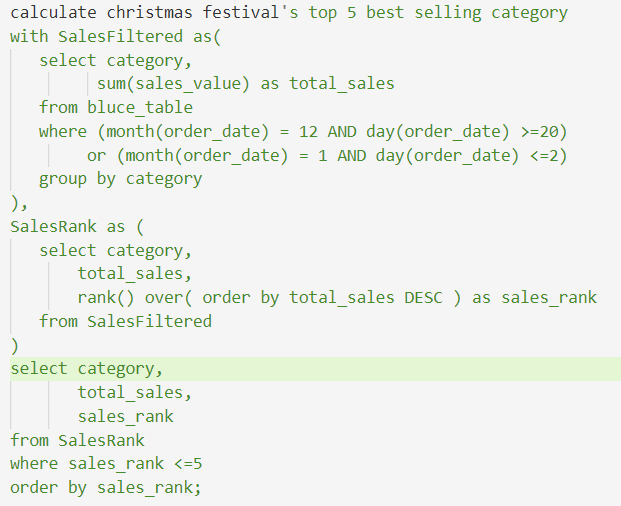 calculate christmas festival's top 5 best selling category
with SalesFiltered as(
select category,
sum(sales_value) as total_sales
from bluce_table
where (month(order_date) = 12 AND day(order_date) >=20)
or (month(order_date) = 1 AND day(order_date) <=2)
group by category
),
SalesRank as (
select category,
total_sales,
rank() over( order by total_sales DESC ) as sales_rank
from SalesFiltered
)
select category,
total_sales,
sales_rank
from SalesRank
where sales_rank <=5
order by sales_rank;